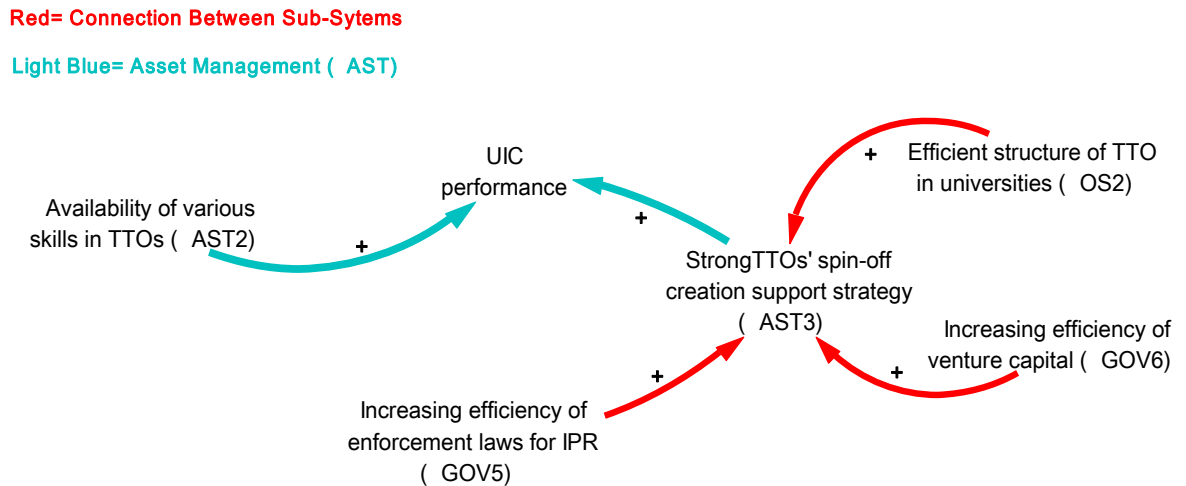 Red= Connection Between Sub-Sytems
Light Blue= Asset Management ( AST)
UIC
performance
+
Efficient structure of TTO
in universities ( OS2)
Availability of various
skills in TTOs ( AST2)
+
+
StrongTTOs' spin-off
creation support strategy
( AST3)
Increasing efficiency of
venture capital ( GOV6)
+
+
Increasing efficiency of
enforcement laws for IPR
( GOV5)